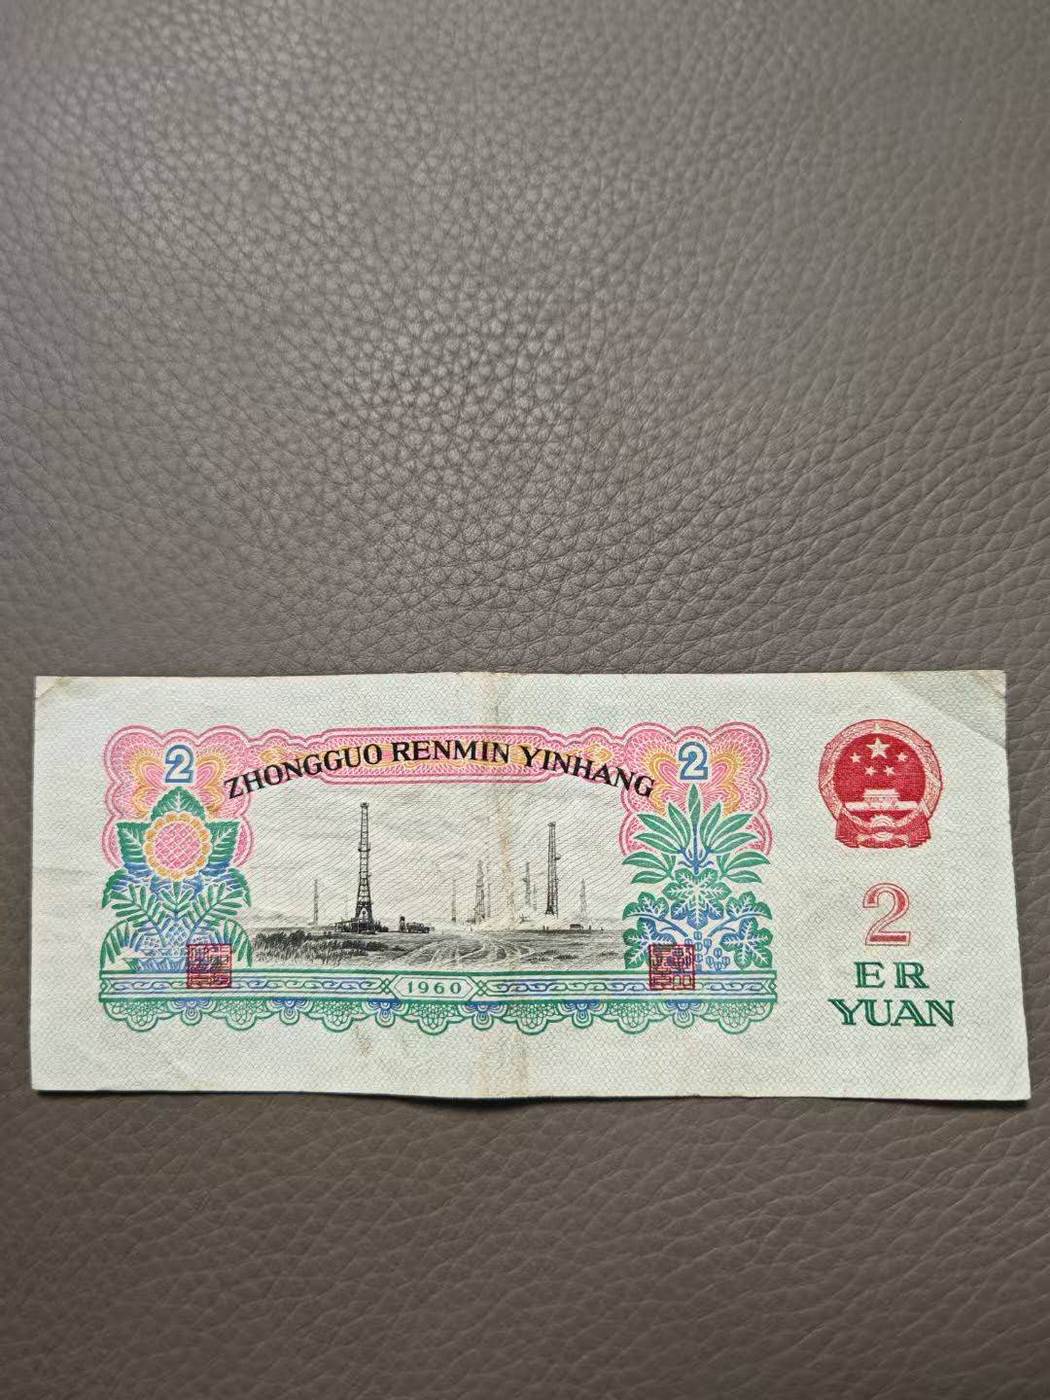 2
ZHONGGUO RENMIN YINHANG
2
1960
2
ER
YUAN